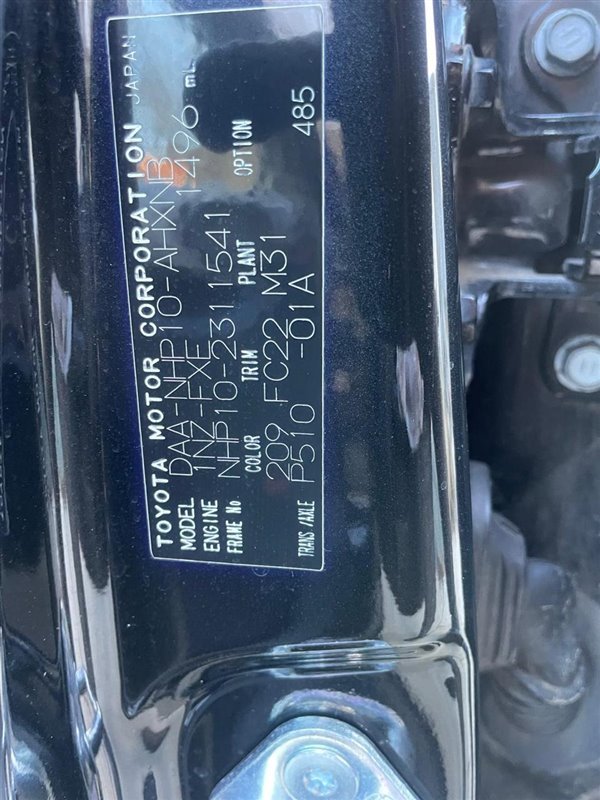 TOYOTA MOTOR CORPORATION JAPAN
MODEL DAA-NHP10-AHXNB
ENGINE 1NZ-FXE 1496 mL
FRAME No NHP10-2311541
COLOR TRIM PLANT OPTION
209 FC22 M31 485
TRANS/AXLE P510 -01A